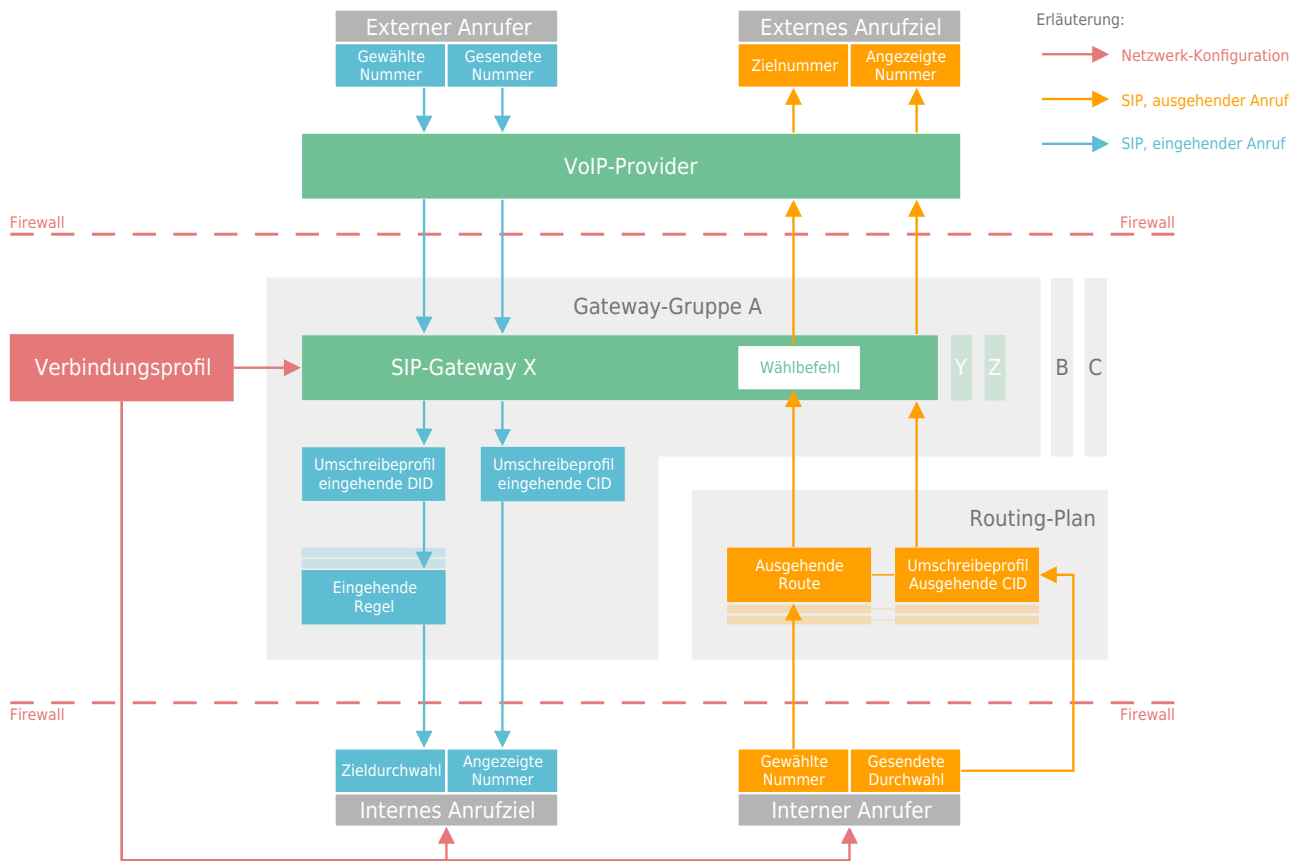 Externer Anrufer
Gewählte
Nummer
Gesendete
Nummer
Externes Anrufziel
Zielnummer
Angezeigte
Nummer
Erläuterung:
Netzwerk-Konfiguration
SIP, ausgehender Anruf
SIP, eingehender Anruf
VoIP-Provider
Firewall
Firewall
Gateway-Gruppe A
Verbindungsprofil
SIP-Gateway X
Wählbefehl
Y
Z
B
C
Umschreibeprofil
eingehende DID
Umschreibeprofil
eingehende CID
Routing-Plan
Eingehende
Regel
Ausgehende
Route
Umschreibeprofil
Ausgehende CID
Firewall
Firewall
Zieldurchwahl
Angezeigte
Nummer
Internes Anrufziel
Gewählte
Nummer
Gesendete
Durchwahl
Interner Anrufer